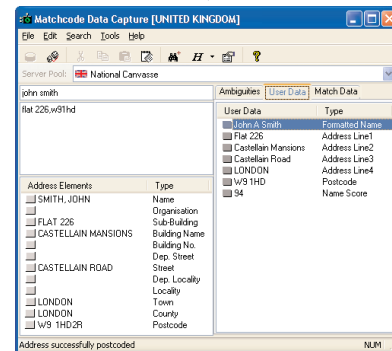 Matchcode Data Capture [UNITED KINGDOM]
File Edit Search Tools Help
Server Pool: National Canvasse
john smith
flat 226,w91hd
Ambiguities User Data Match Data
User Data Type
John A Smith Formatted Name
Flat 226 Address Line1
Castellain Mansions Address Line2
Castellain Road Address Line3
LONDON Address Line4
W9 1HD Postcode
94 Name Score
Address Elements Type
SMITH, JOHN Name
Organisation
FLAT 226 Sub-Building
CASTELLAIN MANSIONS Building Name
Building No.
Dep. Street
CASTELLAIN ROAD Street
Dep. Locality
Locality
LONDON Town
LONDON County
W9 1HD2R Postcode
Address successfully postcoded NUM